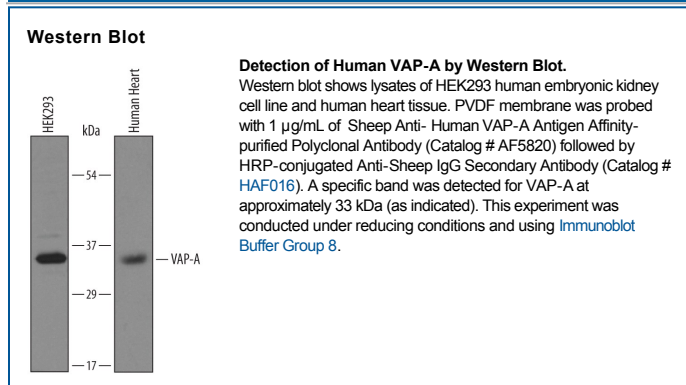 Western Blot
HEK293
kDa
Human Heart
54
37
VAP-A
29
17
Detection of Human VAP-A by Western Blot.
Western blot shows lysates of HEK293 human embryonic kidney
cell line and human heart tissue. PVDF membrane was probed
with 1 µg/mL of Sheep Anti- Human VAP-A Antigen Affinity-
purified Polyclonal Antibody (Catalog # AF5820) followed by
HRP-conjugated Anti-Sheep IgG Secondary Antibody (Catalog #
HAF016). A specific band was detected for VAP-A at
approximately 33 kDa (as indicated). This experiment was
conducted under reducing conditions and using Immunoblot
Buffer Group 8.